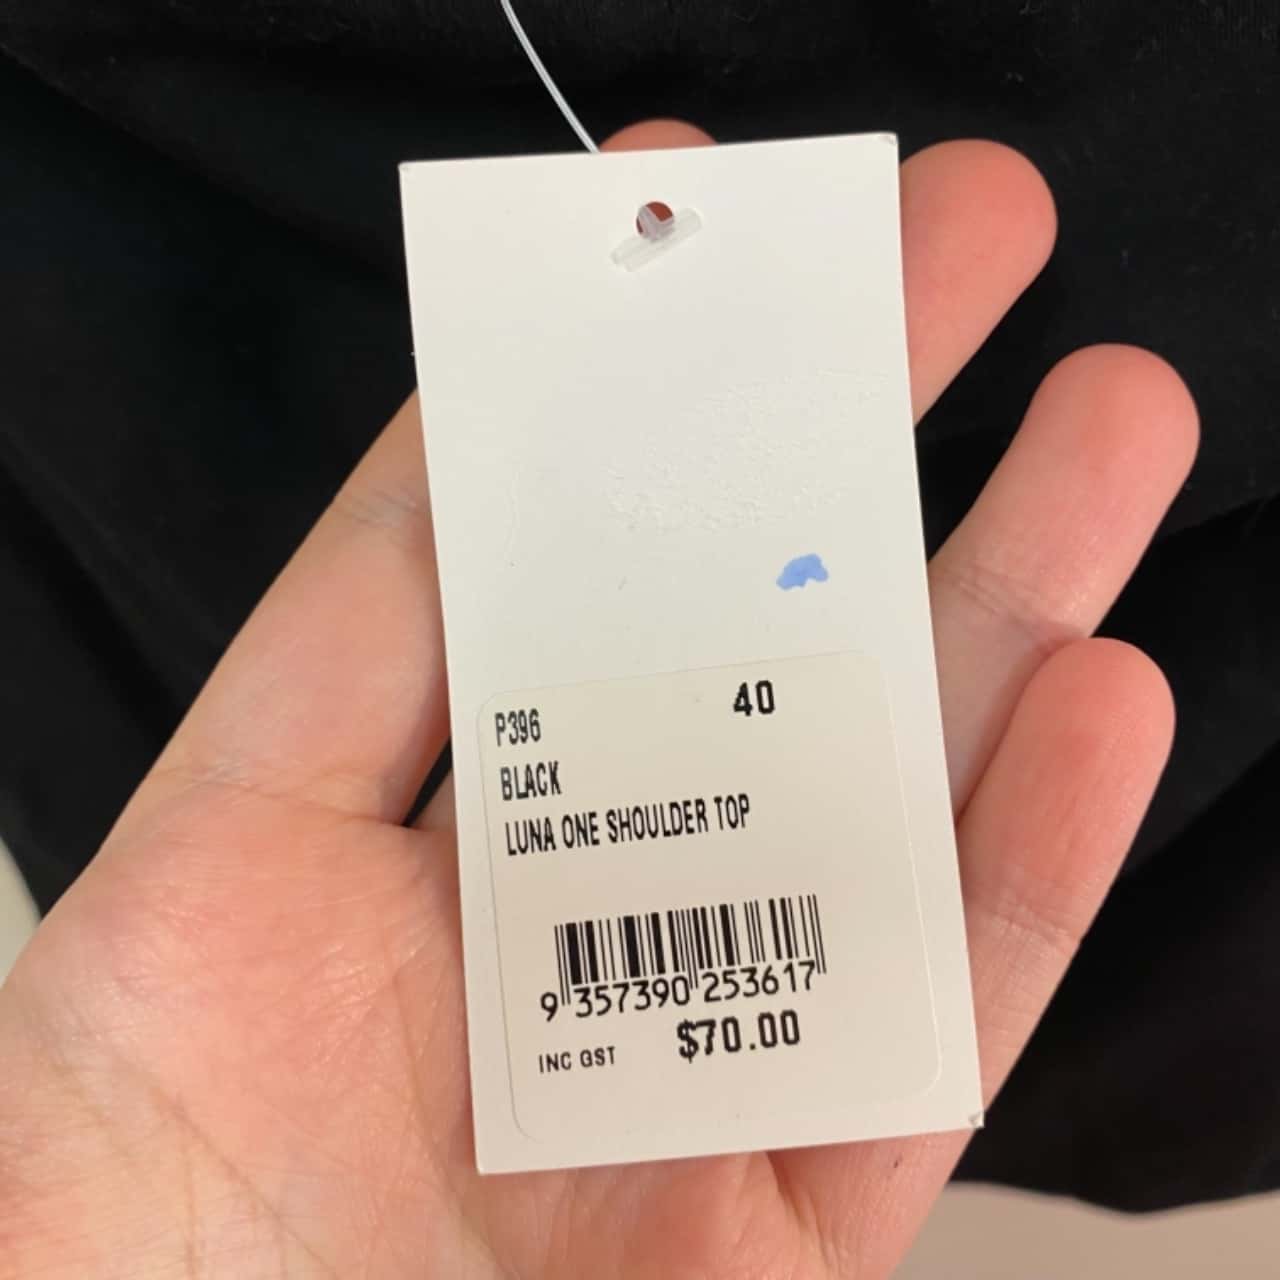 P396 40
BLACK
LUNA ONE SHOULDER TOP
9 357390 253617
INC GST $70.00